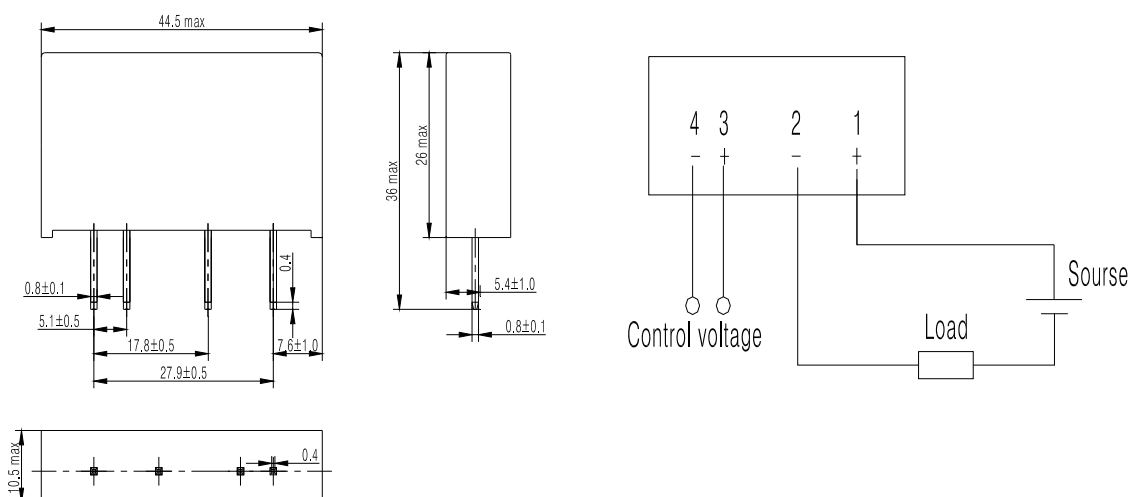 44.5 max
36 max
26 max
0.4
0.8±0.1
5.1±0.5
17.8±0.5
7.6±1.0
27.9±0.5
5.4±1.0
0.8±0.1
10.5 max
0.4
4 3 2 1
- + - +
Control voltage
Sourse
Load